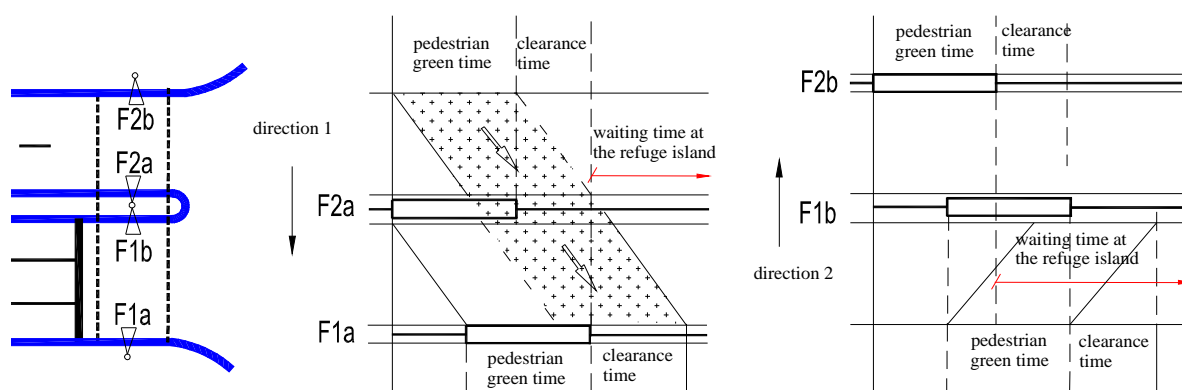 F2b
F2a
F1b
F1a
direction 1
pedestrian
green time
clearance
time
waiting time at
the refuge island
F2a
F1a
pedestrian
green time
clearance
time
pedestrian
green time
clearance
time
F2b
F1b
waiting time at
the refuge island
direction 2
pedestrian
green time
clearance
time